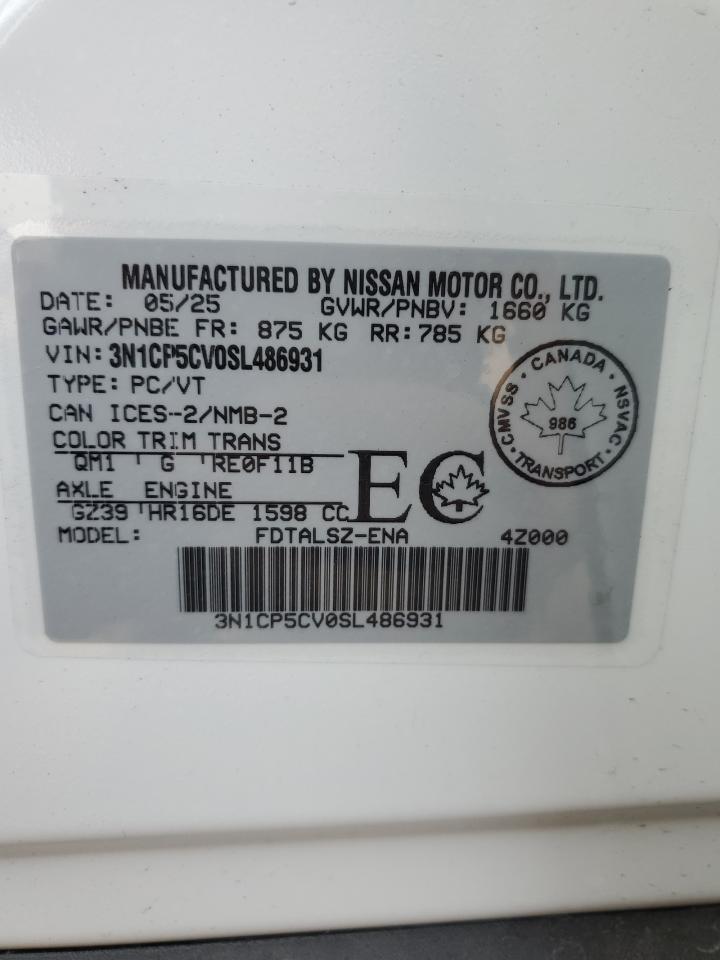 MANUFACTURED BY NISSAN MOTOR CO., LTD.
DATE: 05/25 GVWR/PNBV: 1660 KG
GAWR/PNBE FR: 875 KG RR: 785 KG
VIN: 3N1CP5CV0SL486931
TYPE: PC/VT
CAN ICES-2/NMB-2
COLOR TRIM TRANS
QM1 G RE0F11B
AXLE ENGINE
GZ39 HR16DE 1598 CC
EC
CANADA
CMVSS
NSVAC
986
TRANSPORT
MODEL: FDTALSZ-ENA 4Z000
3N1CP5CV0SL486931